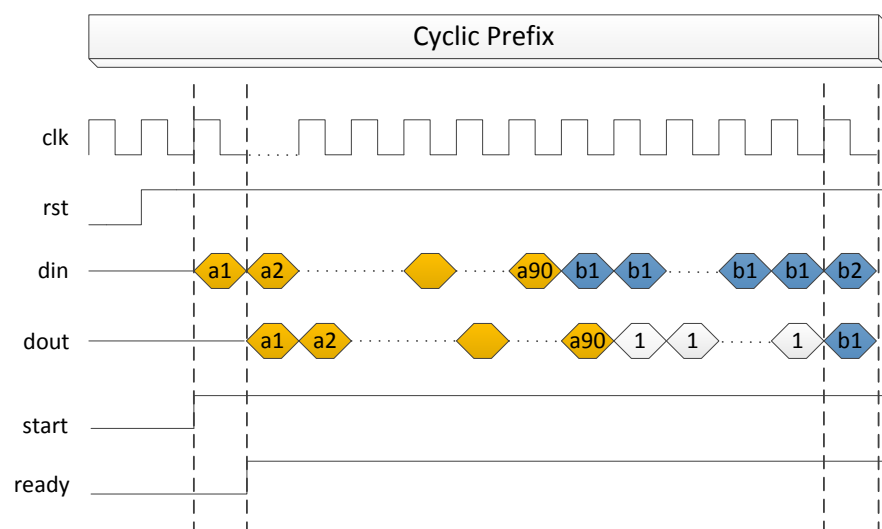 Cyclic Prefix
clk
rst
din a1 a2 a90 b1 b1 b1 b1 b2
dout a1 a2 a90 1 1 1 b1
start
ready